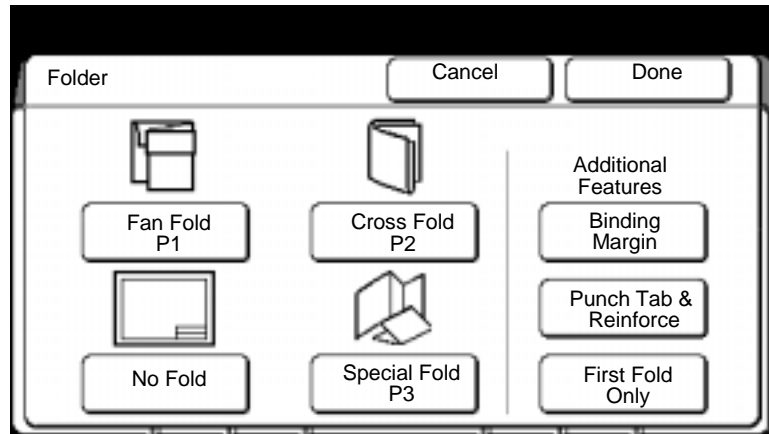 Folder
Cancel
Done
Fan Fold
P1
Cross Fold
P2
No Fold
Special Fold
P3
Additional
Features
Binding
Margin
Punch Tab &
Reinforce
First Fold
Only